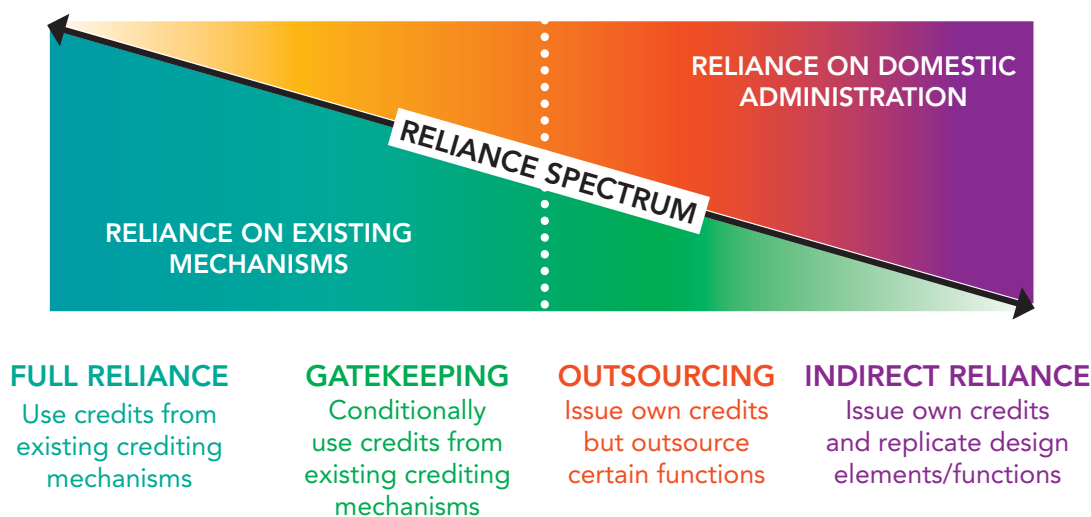 RELIANCE ON DOMESTIC
ADMINISTRATION
RELIANCE SPECTRUM
RELIANCE ON EXISTING
MECHANISMS
FULL RELIANCE
Use credits from
existing crediting
mechanisms
GATEKEEPING
Conditionally
use credits from
existing crediting
mechanisms
OUTSOURCING
Issue own credits
but outsource
certain functions
INDIRECT RELIANCE
Issue own credits
and replicate design
elements/functions